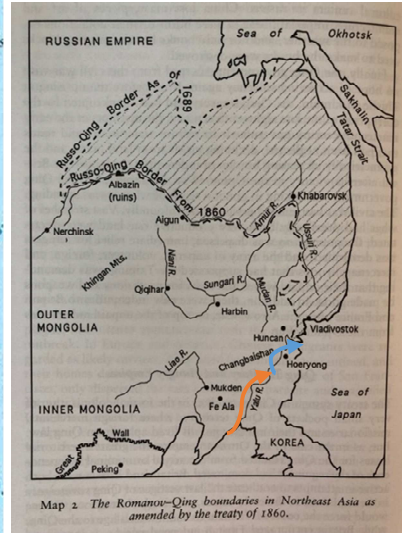 RUSSIAN EMPIRE
Sea of Okhotsk
Russo-Qing Border As of 1689
Sakhalin
Tatar Strait
Russo-Qing Border From 1860
Albazin
(ruins)
Khabarovsk
Aigun
Amur R.
Ussuri R.
Nerchinsk
Khingan Mts.
Nani R.
Qiqihar
Sungari R.
Mudan R.
Harbin
OUTER
MONGOLIA
Vladivostok
Huncan
Changbaishan
Hoeryong
Liao R.
Mukden
Fe Ala
Yalu R.
Sea of
Japan
INNER MONGOLIA
Great Wall
KOREA
Peking
Map 2 The Romanov–Qing boundaries in Northeast Asia as
amended by the treaty of 1860.